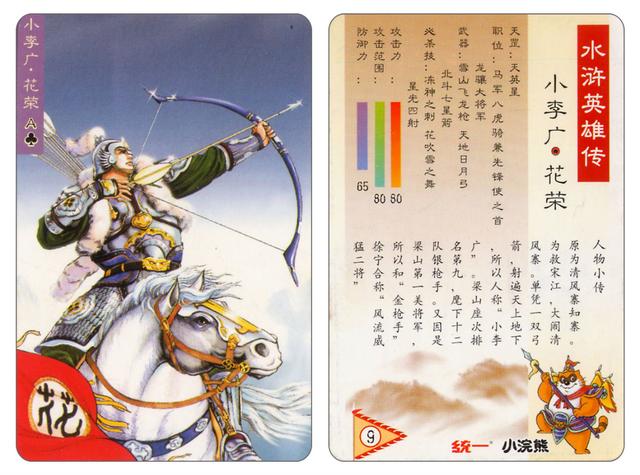 小李广·花荣 A♣
花
水浒英雄传
小李广·花荣
天罡：天英星
职位：马军八虎骑兼先锋使之首
龙骧大将军
武器：雪山飞龙枪 天地日月弓
北斗七星箭
必杀技：冻神之刺 花吹雪之舞
星光四射
攻击力：80
攻击范围：80
防御力：65
人物小传
原为清风寨知寨。
为救宋江，大闹清
风寨。单凭一双弓
箭，射遍天上地下
，所以人称“小李
广”。梁山座次排
名第九，麾下十二
队银枪手。又因是
梁山第一美将军，
所以和“金枪手”
徐宁合称“风流威
猛二将”
9
统一® 小浣熊